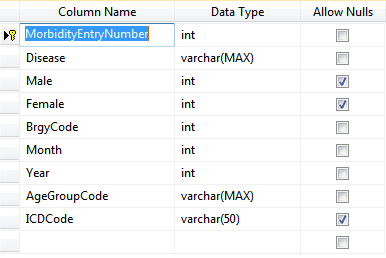 Column Name Data Type Allow Nulls
MorbidityEntryNumber int
Disease varchar(MAX)
Male int
Female int
BrgyCode int
Month int
Year int
AgeGroupCode varchar(MAX)
ICDCode varchar(50)